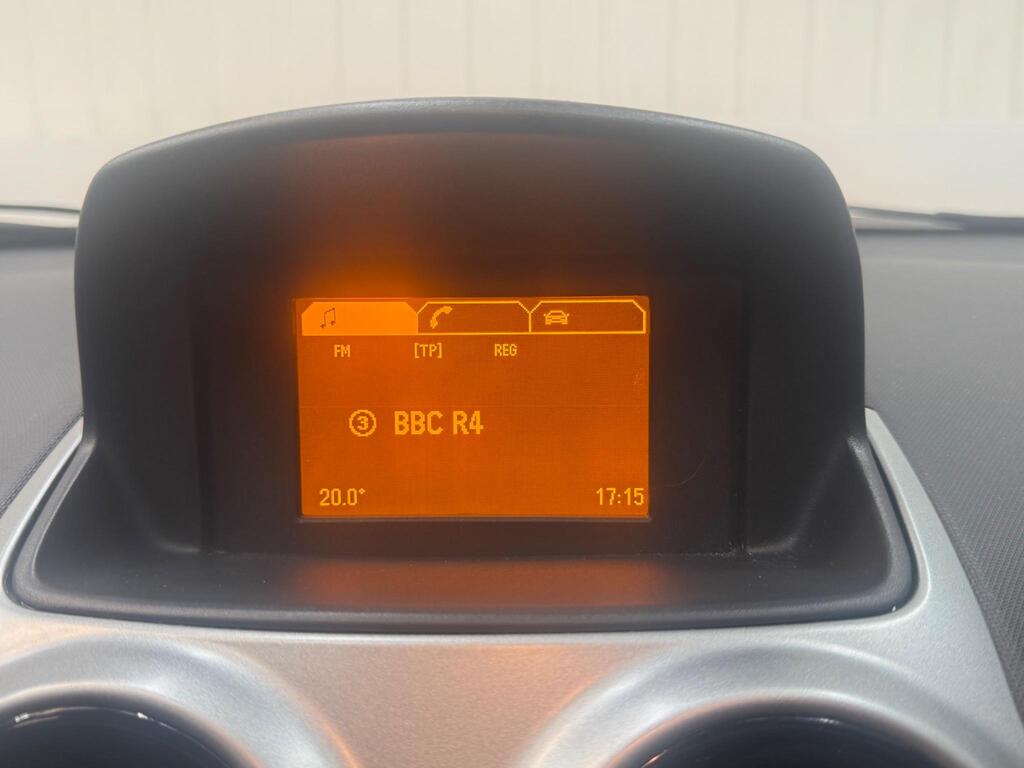 FM [TP] REG
3 BBC R4
20.0° 17:15